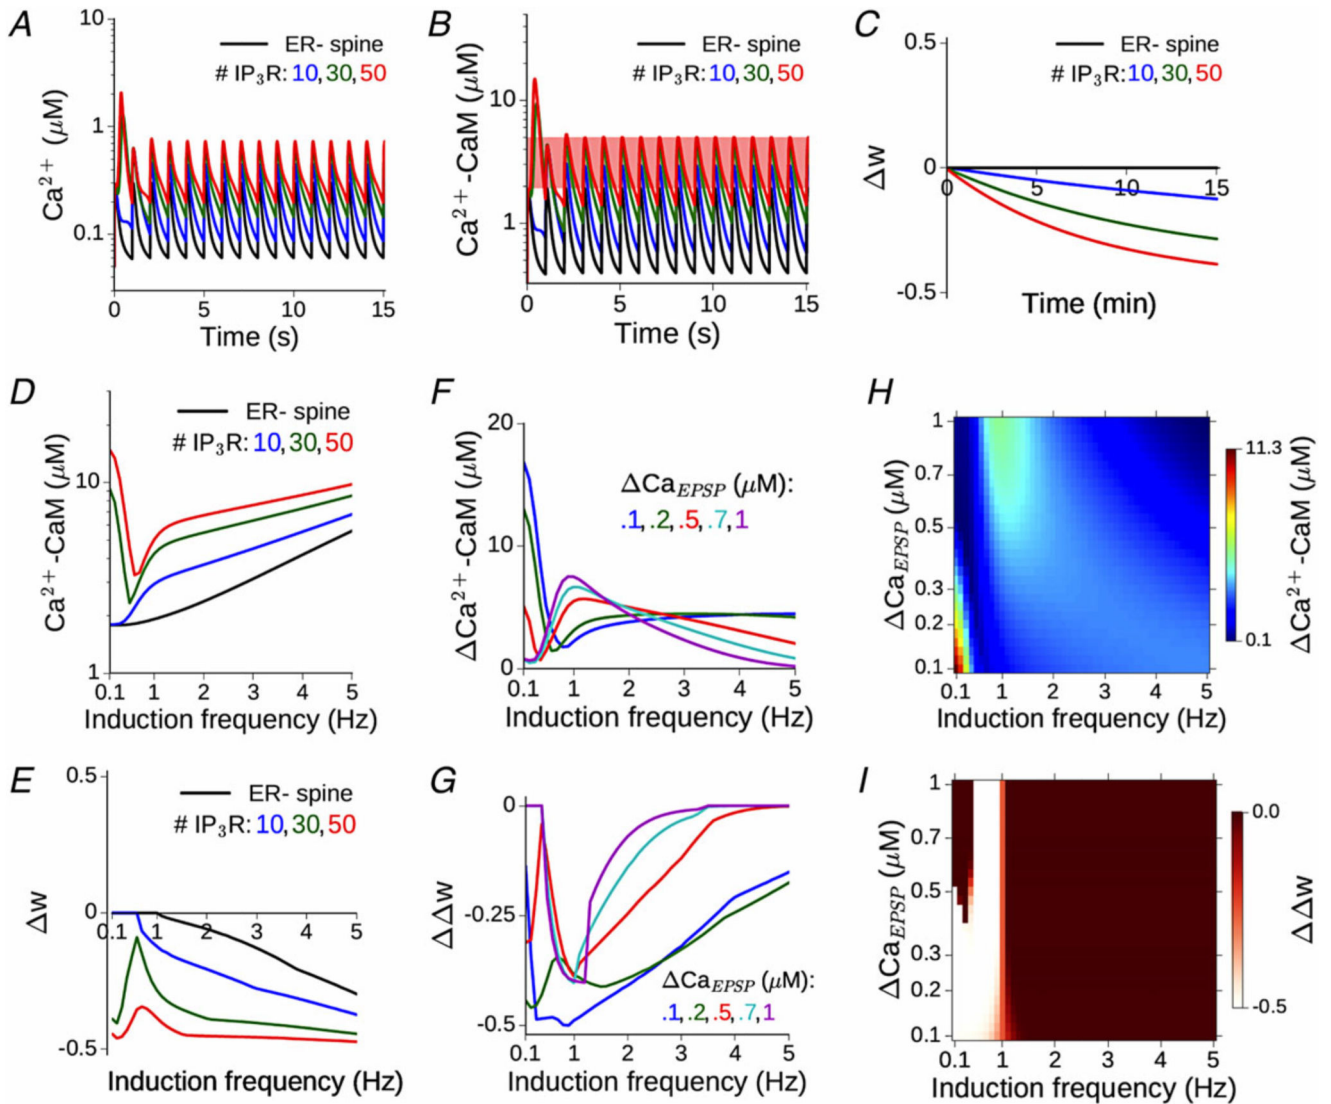 A
10
1
0.1
Ca2+ (μM)
ER- spine
# IP3R: 10, 30, 50
0
5
10
15
Time (s)
B
10
1
Ca2+-CaM (μM)
ER- spine
# IP3R: 10, 30, 50
0
5
10
15
Time (s)
C
0.5
0
-0.5
Δw
ER- spine
# IP3R: 10, 30, 50
0
5
10
15
Time (min)
D
10
1
Ca2+-CaM (μM)
ER- spine
# IP3R: 10, 30, 50
0.1
1
2
3
4
5
Induction frequency (Hz)
F
20
10
0
ΔCa2+-CaM (μM)
ΔCaEPSP (μM):
.1, .2, .5, .7, 1
0.1
1
2
3
4
5
Induction frequency (Hz)
H
1
0.7
0.5
0.3
0.2
0.1
ΔCaEPSP (μM)
0.1
1
2
3
4
5
Induction frequency (Hz)
11.3
0.1
ΔCa2+-CaM (μM)
E
0.5
0
-0.5
Δw
ER- spine
# IP3R: 10, 30, 50
0.1
1
2
3
4
5
Induction frequency (Hz)
G
0
-0.25
-0.5
ΔΔw
ΔCaEPSP (μM):
.1, .2, .5, .7, 1
0.1
1
2
3
4
5
Induction frequency (Hz)
I
1
0.7
0.5
0.3
0.2
0.1
ΔCaEPSP (μM)
0.1
1
2
3
4
5
Induction frequency (Hz)
0.0
-0.5
ΔΔw